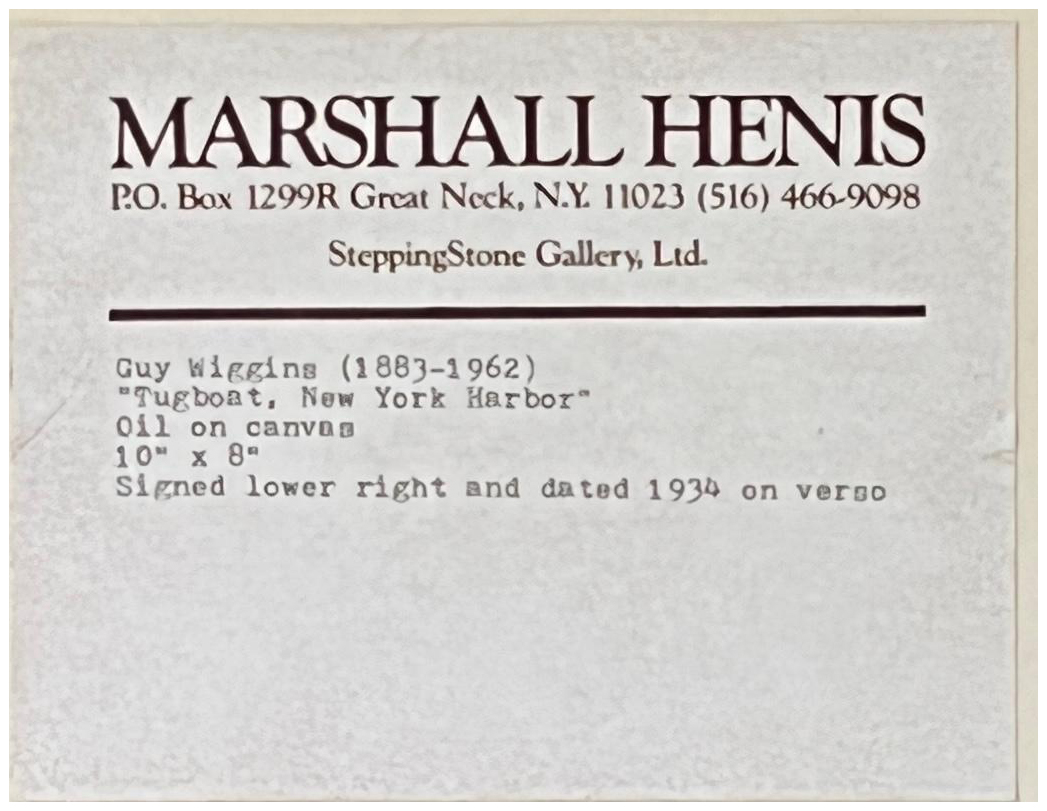 MARSHALL HENIS
P.O. Box 1299R Great Neck, N.Y. 11023 (516) 466-9098
SteppingStone Gallery, Ltd.
Guy Wiggins (1883-1962)
"Tugboat, New York Harbor"
Oil on canvas
10" x 8"
Signed lower right and dated 1934 on verso